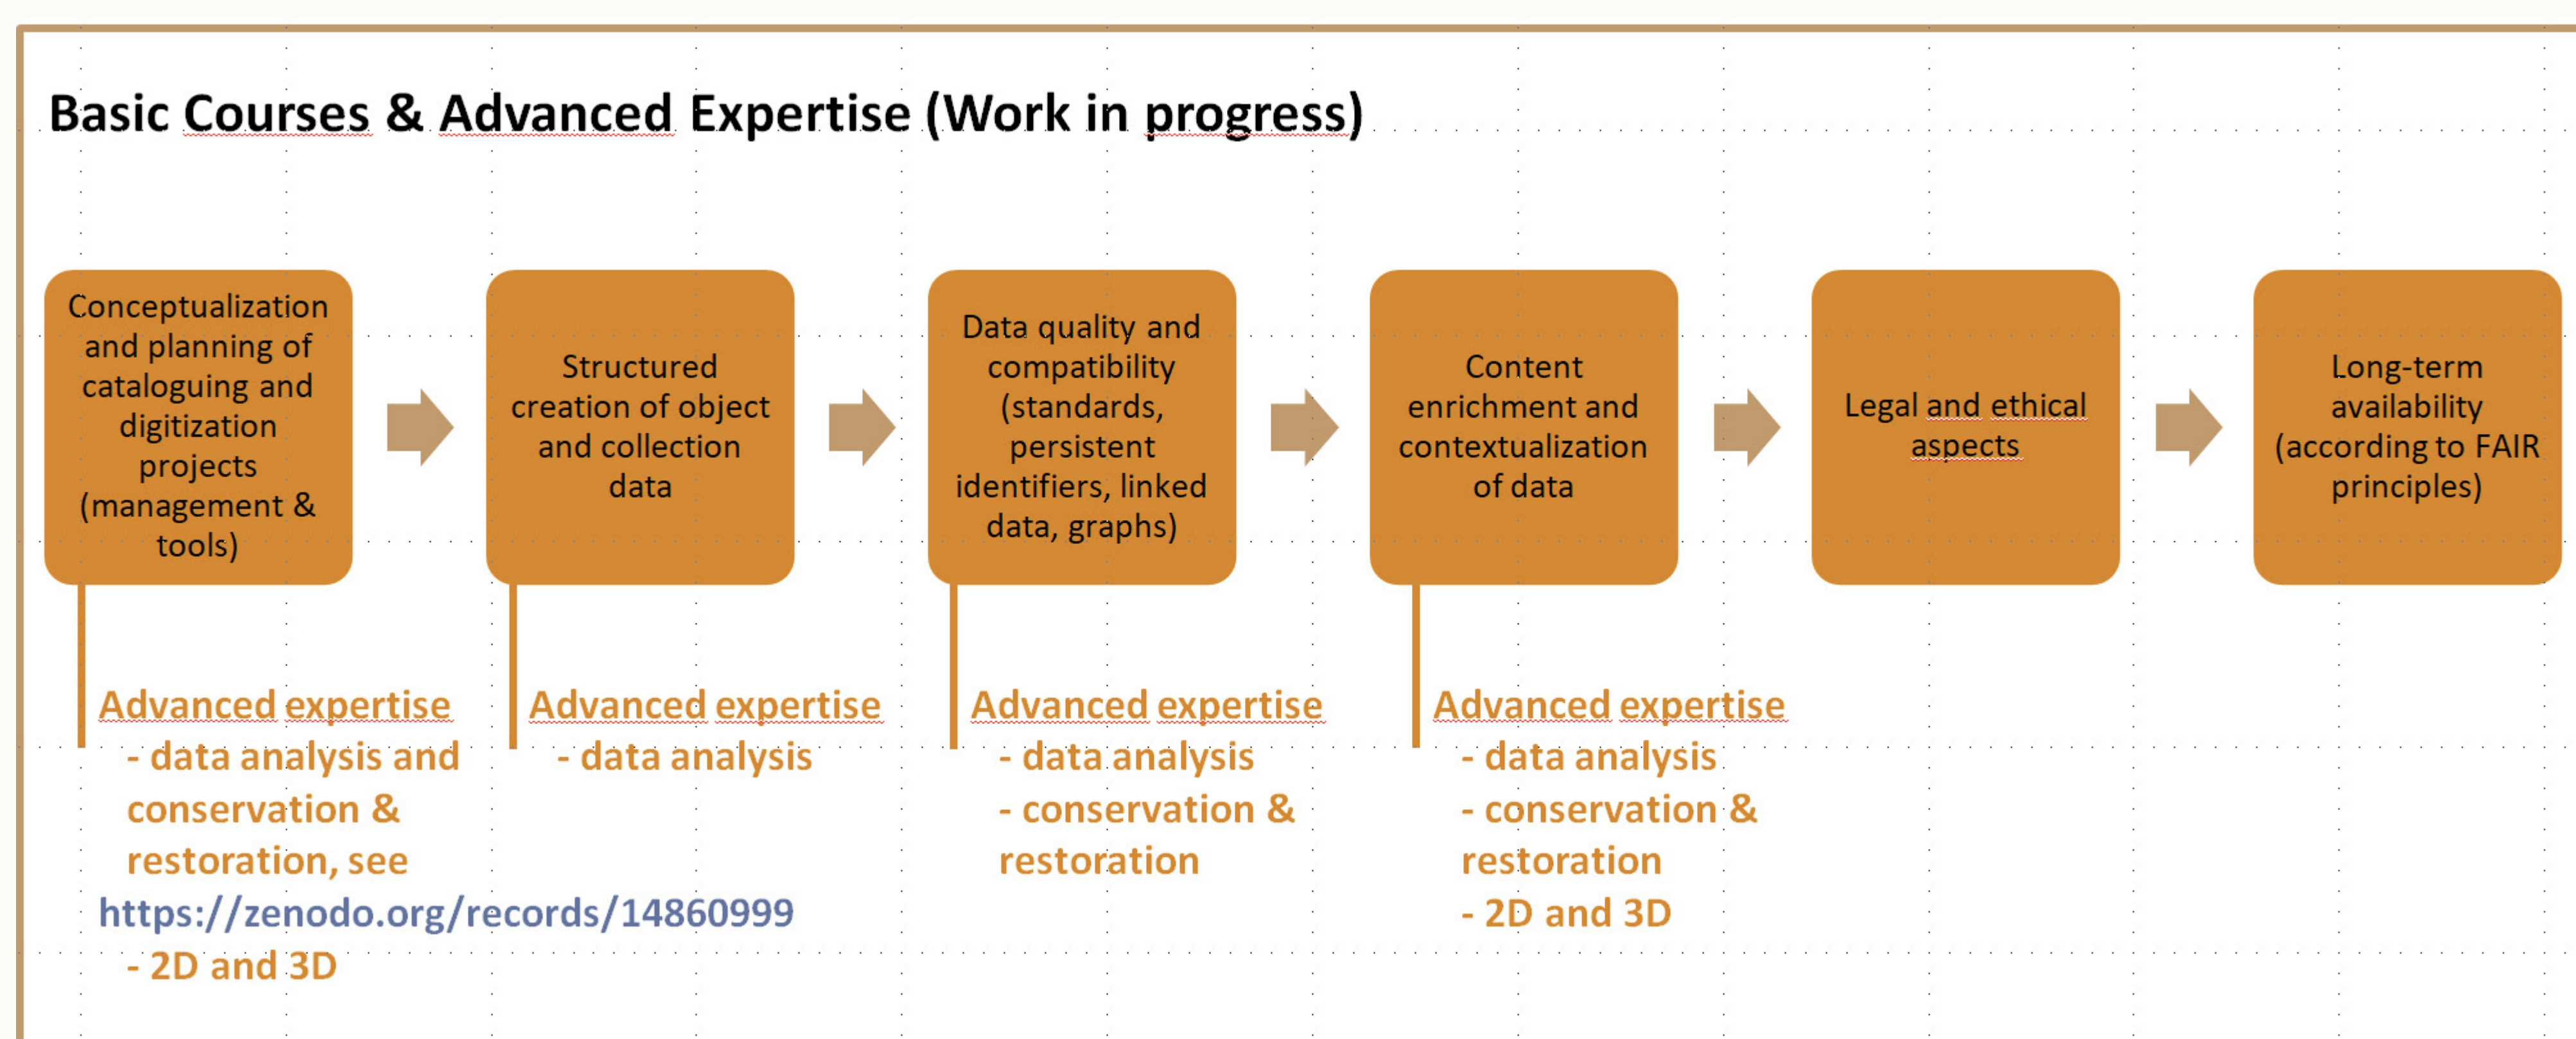 Basic Courses & Advanced Expertise (Work in progress)
Conceptualization
and planning of
cataloguing and
digitization
projects
(management &
tools)
Structured
creation of object
and collection
data
Data quality and
compatibility
(standards,
persistent
identifiers, linked
data, graphs)
Content
enrichment and
contextualization
of data
Legal and ethical
aspects
Long-term
availability
(according to FAIR
principles)
Advanced expertise
- data analysis and
conservation &
restoration, see
https://zenodo.org/records/14860999
- 2D and 3D
Advanced expertise
- data analysis
Advanced expertise
- data analysis
- conservation &
restoration
Advanced expertise
- data analysis
- conservation &
restoration
- 2D and 3D